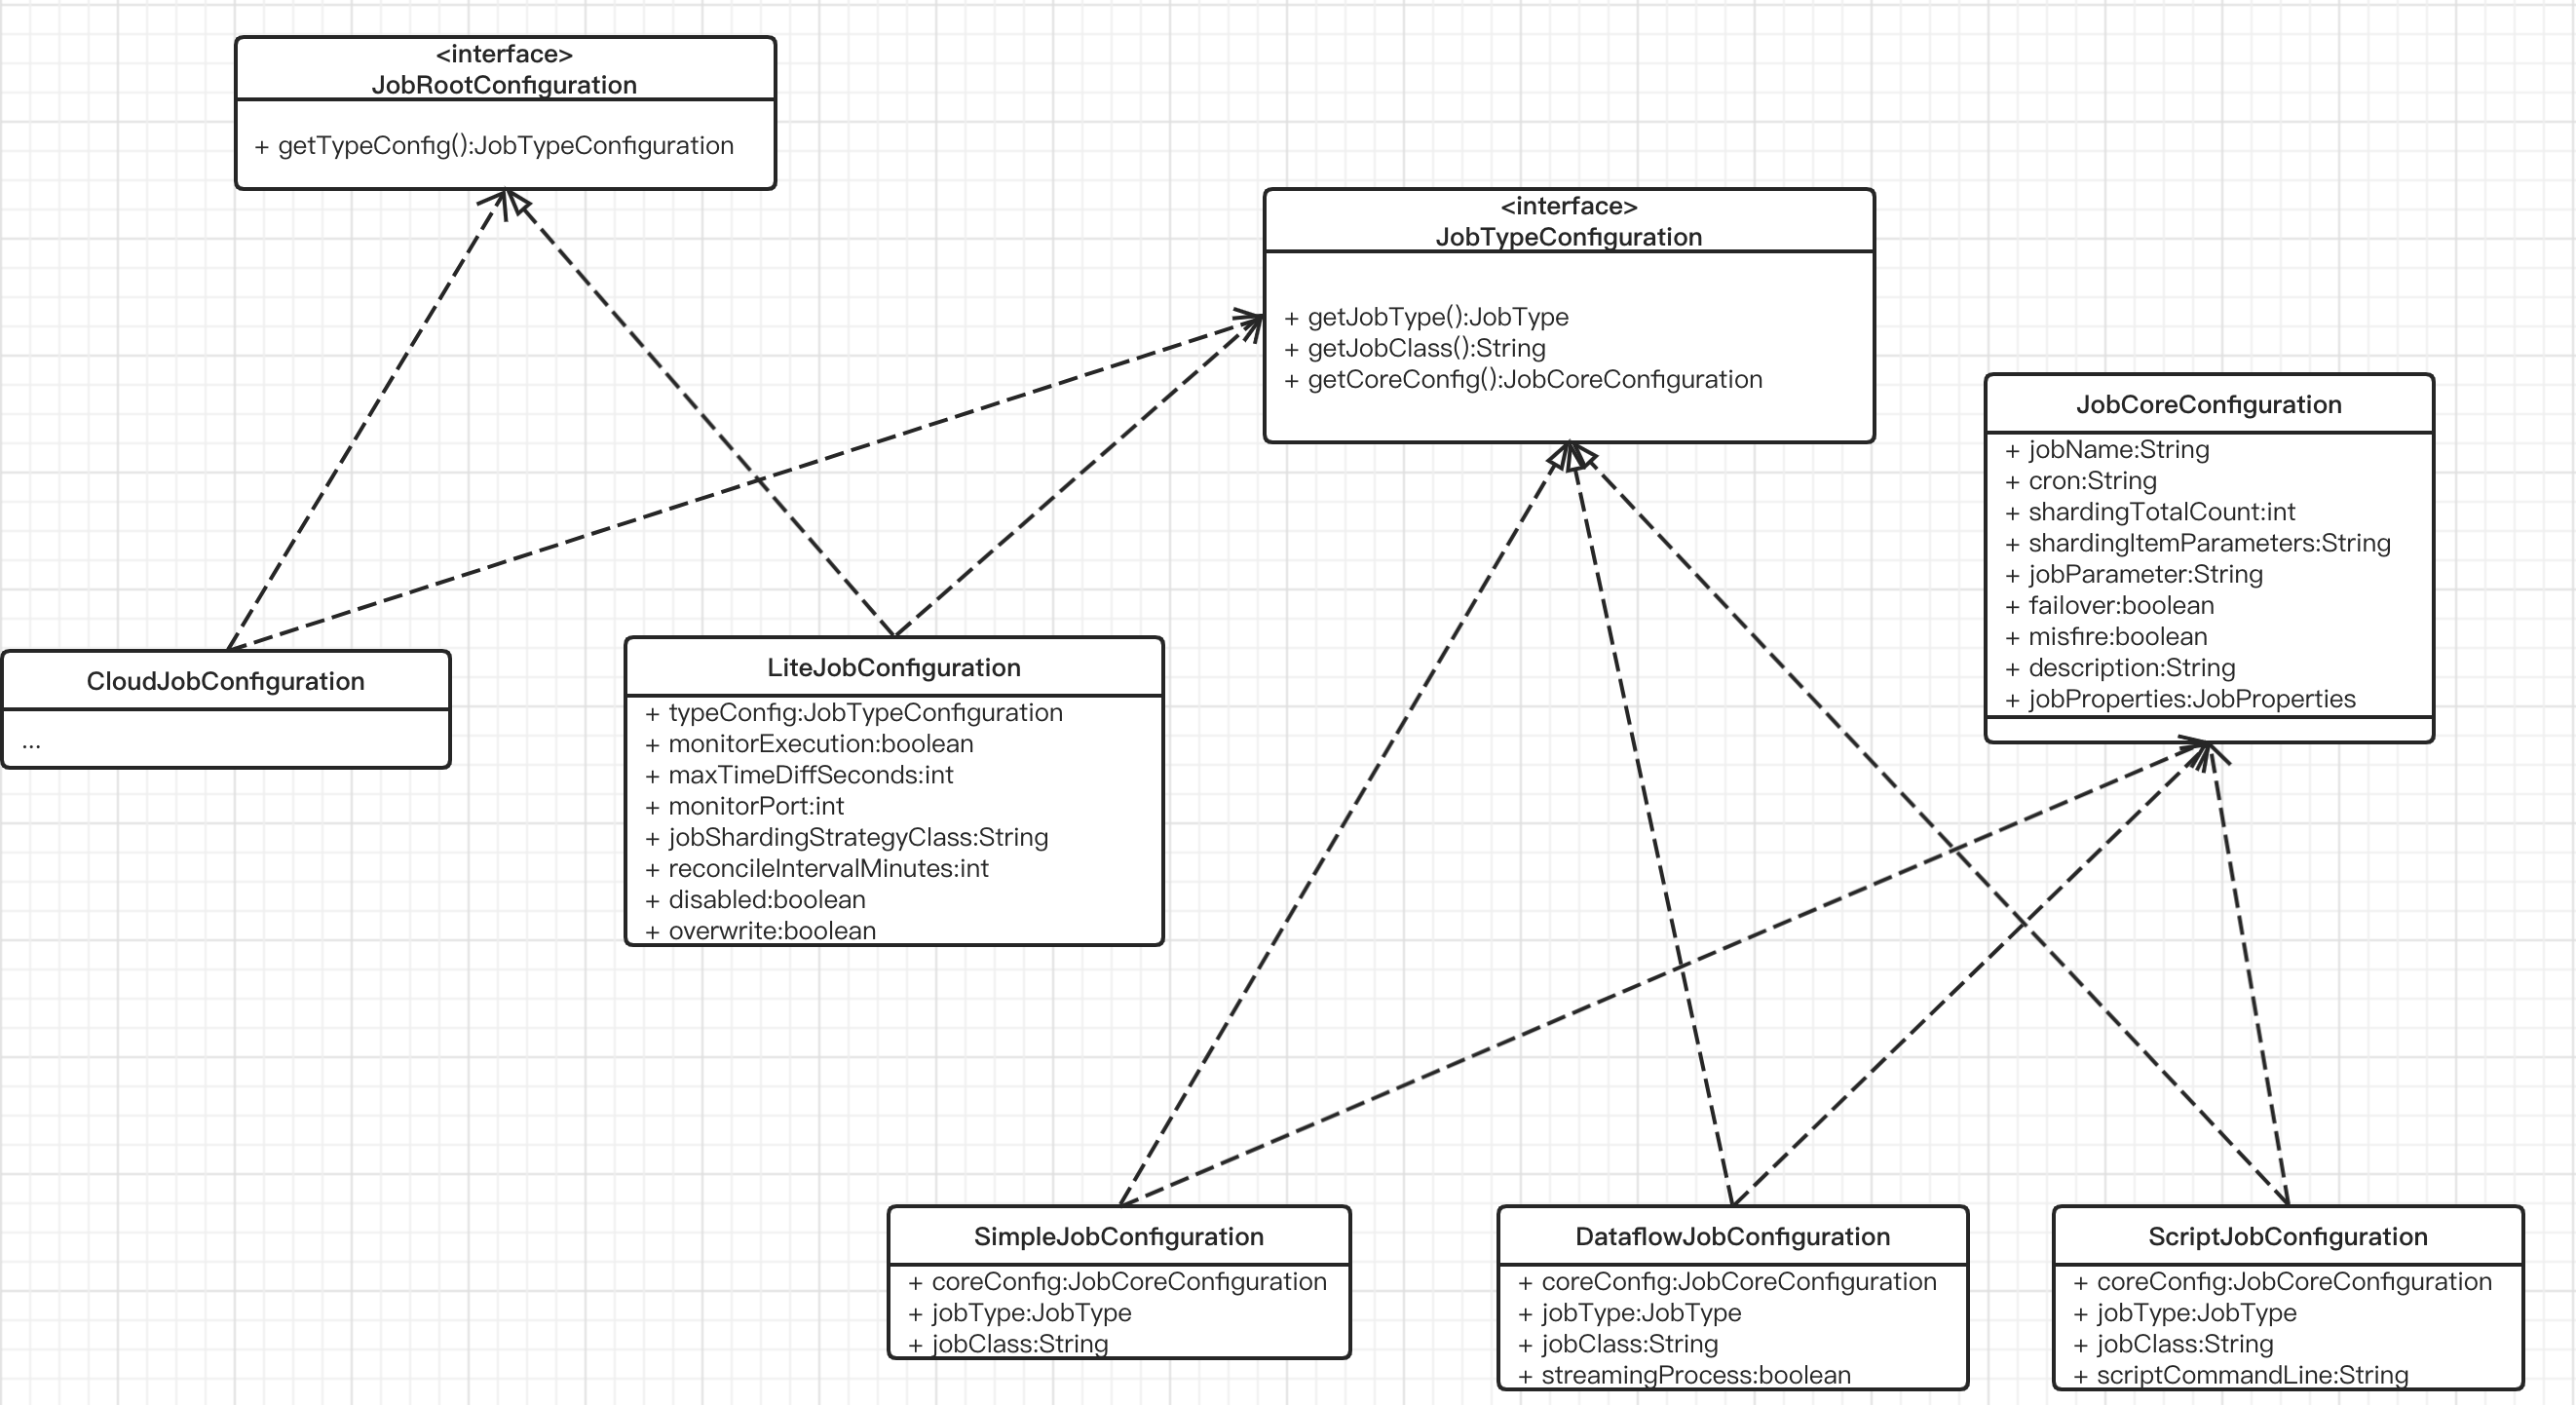 <interface>
JobRootConfiguration
+ getTypeConfig():JobTypeConfiguration
<interface>
JobTypeConfiguration
+ getJobType():JobType
+ getJobClass():String
+ getCoreConfig():JobCoreConfiguration
JobCoreConfiguration
+ jobName:String
+ cron:String
+ shardingTotalCount:int
+ shardingItemParameters:String
+ jobParameter:String
+ failover:boolean
+ misfire:boolean
+ description:String
+ jobProperties:JobProperties
CloudJobConfiguration
...
LiteJobConfiguration
+ typeConfig:JobTypeConfiguration
+ monitorExecution:boolean
+ maxTimeDiffSeconds:int
+ monitorPort:int
+ jobShardingStrategyClass:String
+ reconcileIntervalMinutes:int
+ disabled:boolean
+ overwrite:boolean
SimpleJobConfiguration
+ coreConfig:JobCoreConfiguration
+ jobType:JobType
+ jobClass:String
DataflowJobConfiguration
+ coreConfig:JobCoreConfiguration
+ jobType:JobType
+ jobClass:String
+ streamingProcess:boolean
ScriptJobConfiguration
+ coreConfig:JobCoreConfiguration
+ jobType:JobType
+ jobClass:String
+ scriptCommandLine:String